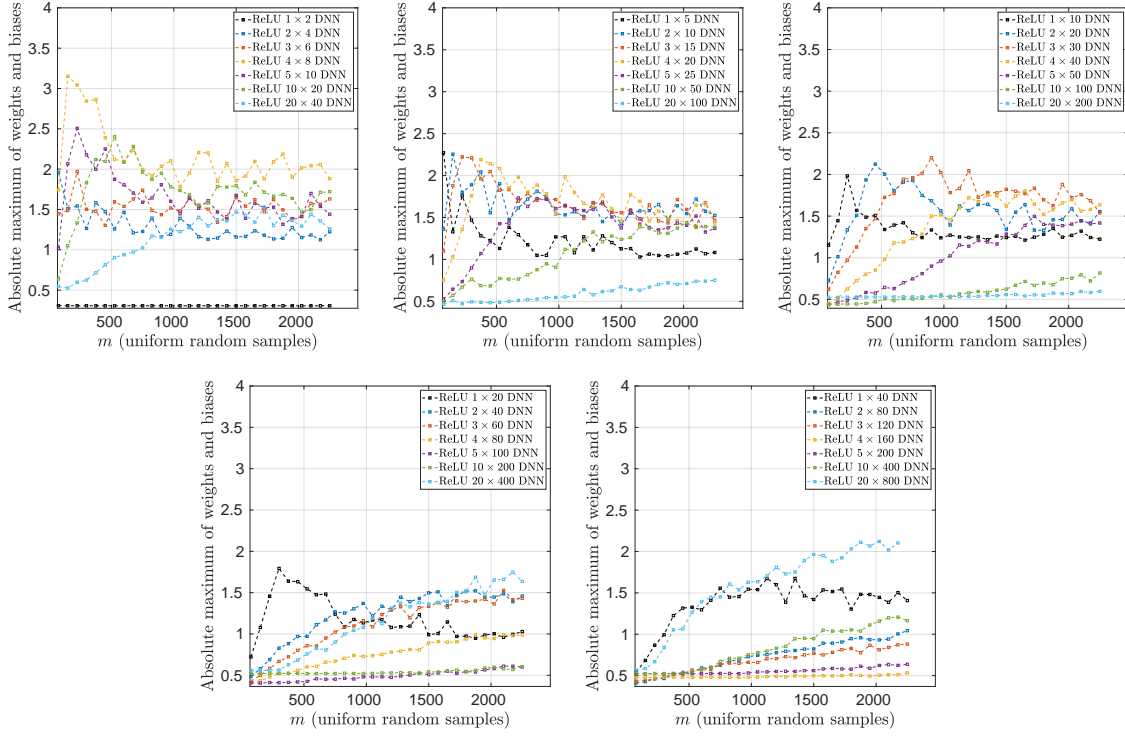 Absolute maximum of weights and biases
4
3.5
3
2.5
2
1.5
1
0.5
500
1000
1500
2000
m (uniform random samples)
ReLU 1 × 2 DNN
ReLU 2 × 4 DNN
ReLU 3 × 6 DNN
ReLU 4 × 8 DNN
ReLU 5 × 10 DNN
ReLU 10 × 20 DNN
ReLU 20 × 40 DNN
Absolute maximum of weights and biases
4
3.5
3
2.5
2
1.5
1
0.5
500
1000
1500
2000
m (uniform random samples)
ReLU 1 × 5 DNN
ReLU 2 × 10 DNN
ReLU 3 × 15 DNN
ReLU 4 × 20 DNN
ReLU 5 × 25 DNN
ReLU 10 × 50 DNN
ReLU 20 × 100 DNN
Absolute maximum of weights and biases
4
3.5
3
2.5
2
1.5
1
0.5
500
1000
1500
2000
m (uniform random samples)
ReLU 1 × 10 DNN
ReLU 2 × 20 DNN
ReLU 3 × 30 DNN
ReLU 4 × 40 DNN
ReLU 5 × 50 DNN
ReLU 10 × 100 DNN
ReLU 20 × 200 DNN
Absolute maximum of weights and biases
4
3.5
3
2.5
2
1.5
1
0.5
500
1000
1500
2000
m (uniform random samples)
ReLU 1 × 20 DNN
ReLU 2 × 40 DNN
ReLU 3 × 60 DNN
ReLU 4 × 80 DNN
ReLU 5 × 100 DNN
ReLU 10 × 200 DNN
ReLU 20 × 400 DNN
Absolute maximum of weights and biases
4
3.5
3
2.5
2
1.5
1
0.5
500
1000
1500
2000
m (uniform random samples)
ReLU 1 × 40 DNN
ReLU 2 × 80 DNN
ReLU 3 × 120 DNN
ReLU 4 × 160 DNN
ReLU 5 × 200 DNN
ReLU 10 × 400 DNN
ReLU 20 × 800 DNN